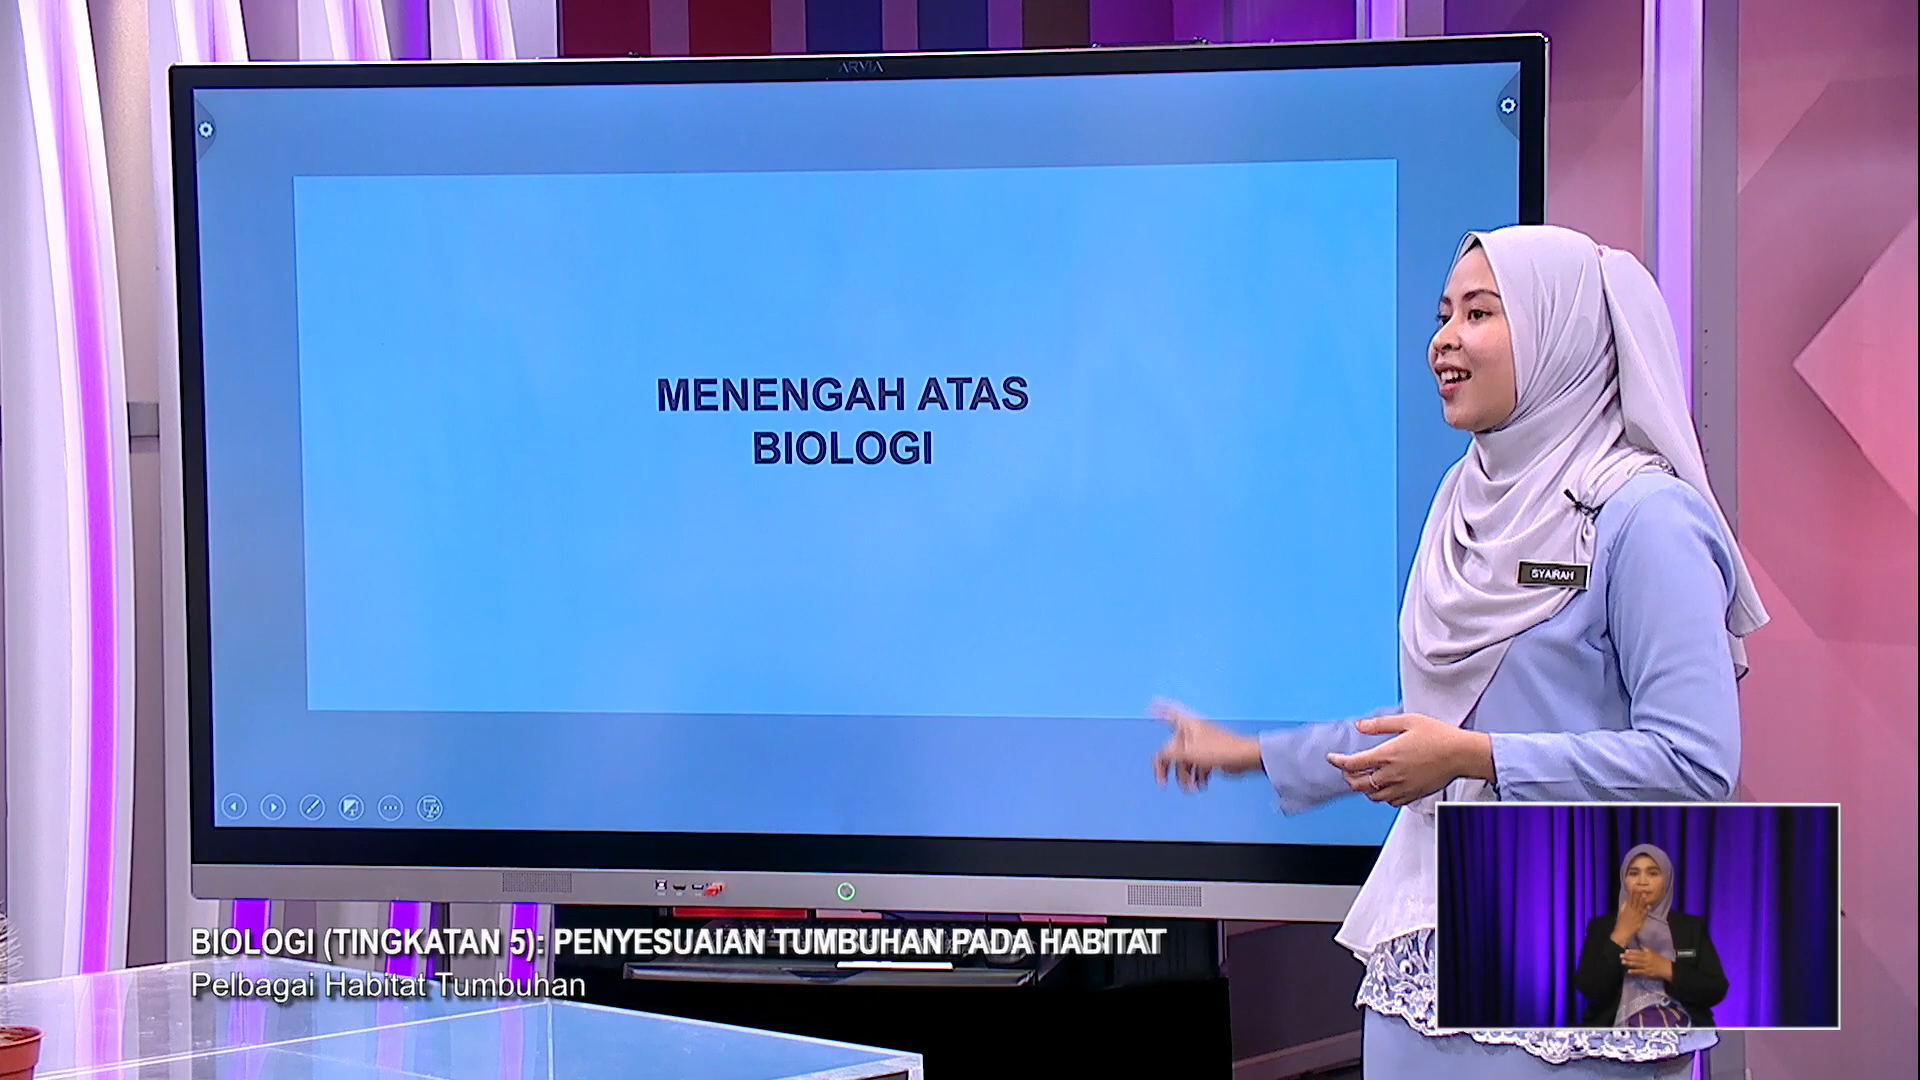 ARVIA
MENENGAH ATAS
BIOLOGI
SYAIRAH
BIOLOGI (TINGKATAN 5): PENYESUAIAN TUMBUHAN PADA HABITAT
Pelbagai Habitat Tumbuhan